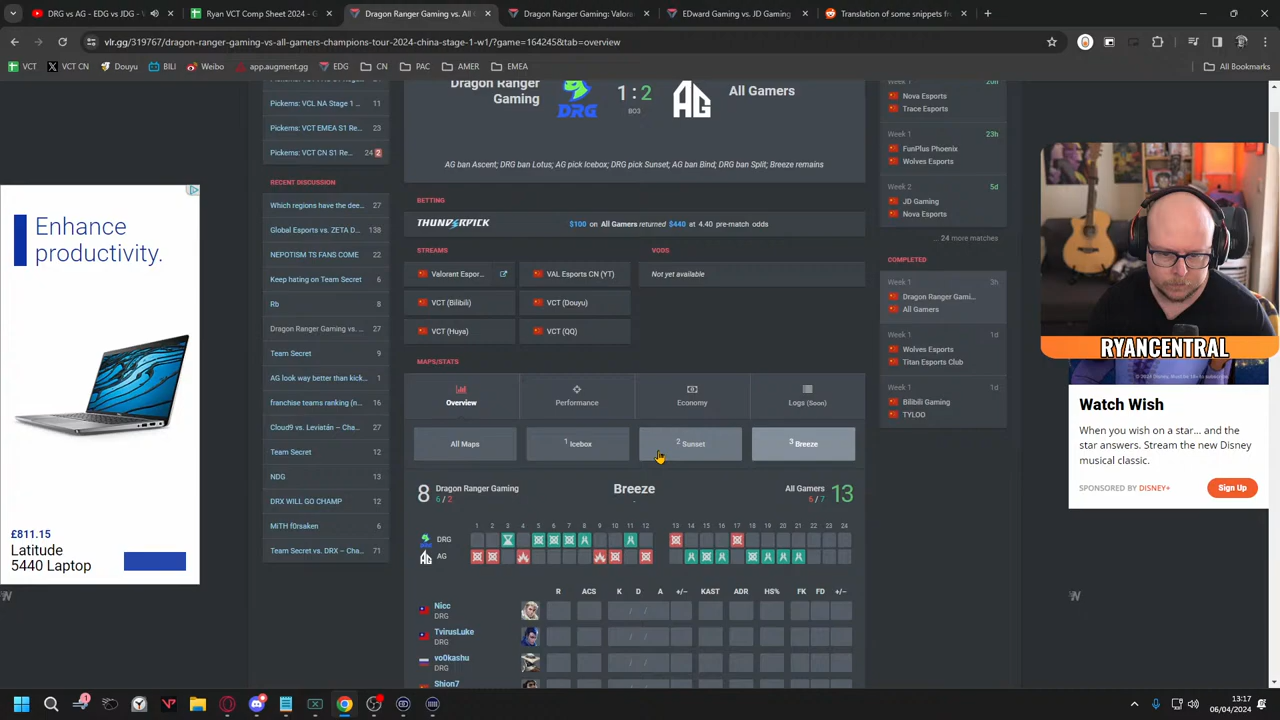 DRG vs AG - EDG vs JDG - V
Ryan VCT Comp Sheet 2024 - G
Dragon Ranger Gaming vs. All G
Dragon Ranger Gaming: Valora
EDward Gaming vs. JD Gaming
Translation of some snippets fr
vlr.gg/319767/dragon-ranger-gaming-vs-all-gamers-champions-tour-2024-china-stage-1-w1/?game=164245&tab=overview
VCT
VCT CN
Douyu
BILI
Weibo
app.augment.gg
EDG
CN
PAC
AMER
EMEA
All Bookmarks
Pickems: VCL NA Stage 1 ... 11
Pickems: VCT EMEA S1 Re... 23
Pickems: VCT CN S1 Re... 24 2
RECENT DISCUSSION
Which regions have the dee... 27
Global Esports vs. ZETA D... 138
NEPOTISM TS FANS COME 22
Keep hating on Team Secret 6
Rb 8
Dragon Ranger Gaming vs. ... 27
Team Secret 9
AG look way better than kick... 1
franchise teams ranking (n... 16
Cloud9 vs. Leviatán – Cha... 27
Team Secret 12
NDG 13
DRX WILL GO CHAMP 12
MiTH f0rsaken 6
Team Secret vs. DRX – Cha... 71
Enhance
productivity.
£811.15
Latitude
5440 Laptop
Dragon Ranger
Gaming
DRG
1 : 2
BO3
AG
All Gamers
AG ban Ascent; DRG ban Lotus; AG pick Icebox; DRG pick Sunset; AG ban Bind; DRG ban Split; Breeze remains
BETTING
THUNDERPICK
$100 on All Gamers returned $440 at 4.40 pre-match odds
STREAMS
VODS
Valorant Espor...
VAL Esports CN (YT)
Not yet available
VCT (Bilibili)
VCT (Douyu)
VCT (Huya)
VCT (QQ)
MAPS/STATS
Overview
Performance
Economy
Logs (Soon)
All Maps
1 Icebox
2 Sunset
3 Breeze
8 Dragon Ranger Gaming
6 / 2
Breeze
-
All Gamers 13
6 / 7
1 2 3 4 5 6 7 8 9 10 11 12 13 14 15 16 17 18 19 20 21 22 23 24
DRG
AG
R ACS K D A +/– KAST ADR HS% FK FD +/–
Nicc
DRG
/ /
TvirusLuke
DRG
/ /
vo0kashu
DRG
/ /
Shion7
Week 1 20h
Nova Esports
Trace Esports
Week 1 23h
FunPlus Phoenix
Wolves Esports
Week 2 5d
JD Gaming
Nova Esports
... 24 more matches
COMPLETED
Week 1 3h
Dragon Ranger Gami...
All Gamers
Week 1 1d
Wolves Esports
Titan Esports Club
Week 1 1d
Bilibili Gaming
TYLOO
RYANCENTRAL
Watch Wish
When you wish on a star... and the
star answers. Stream the new Disney
musical classic.
SPONSORED BY DISNEY+
Sign Up
13:17
06/04/2024